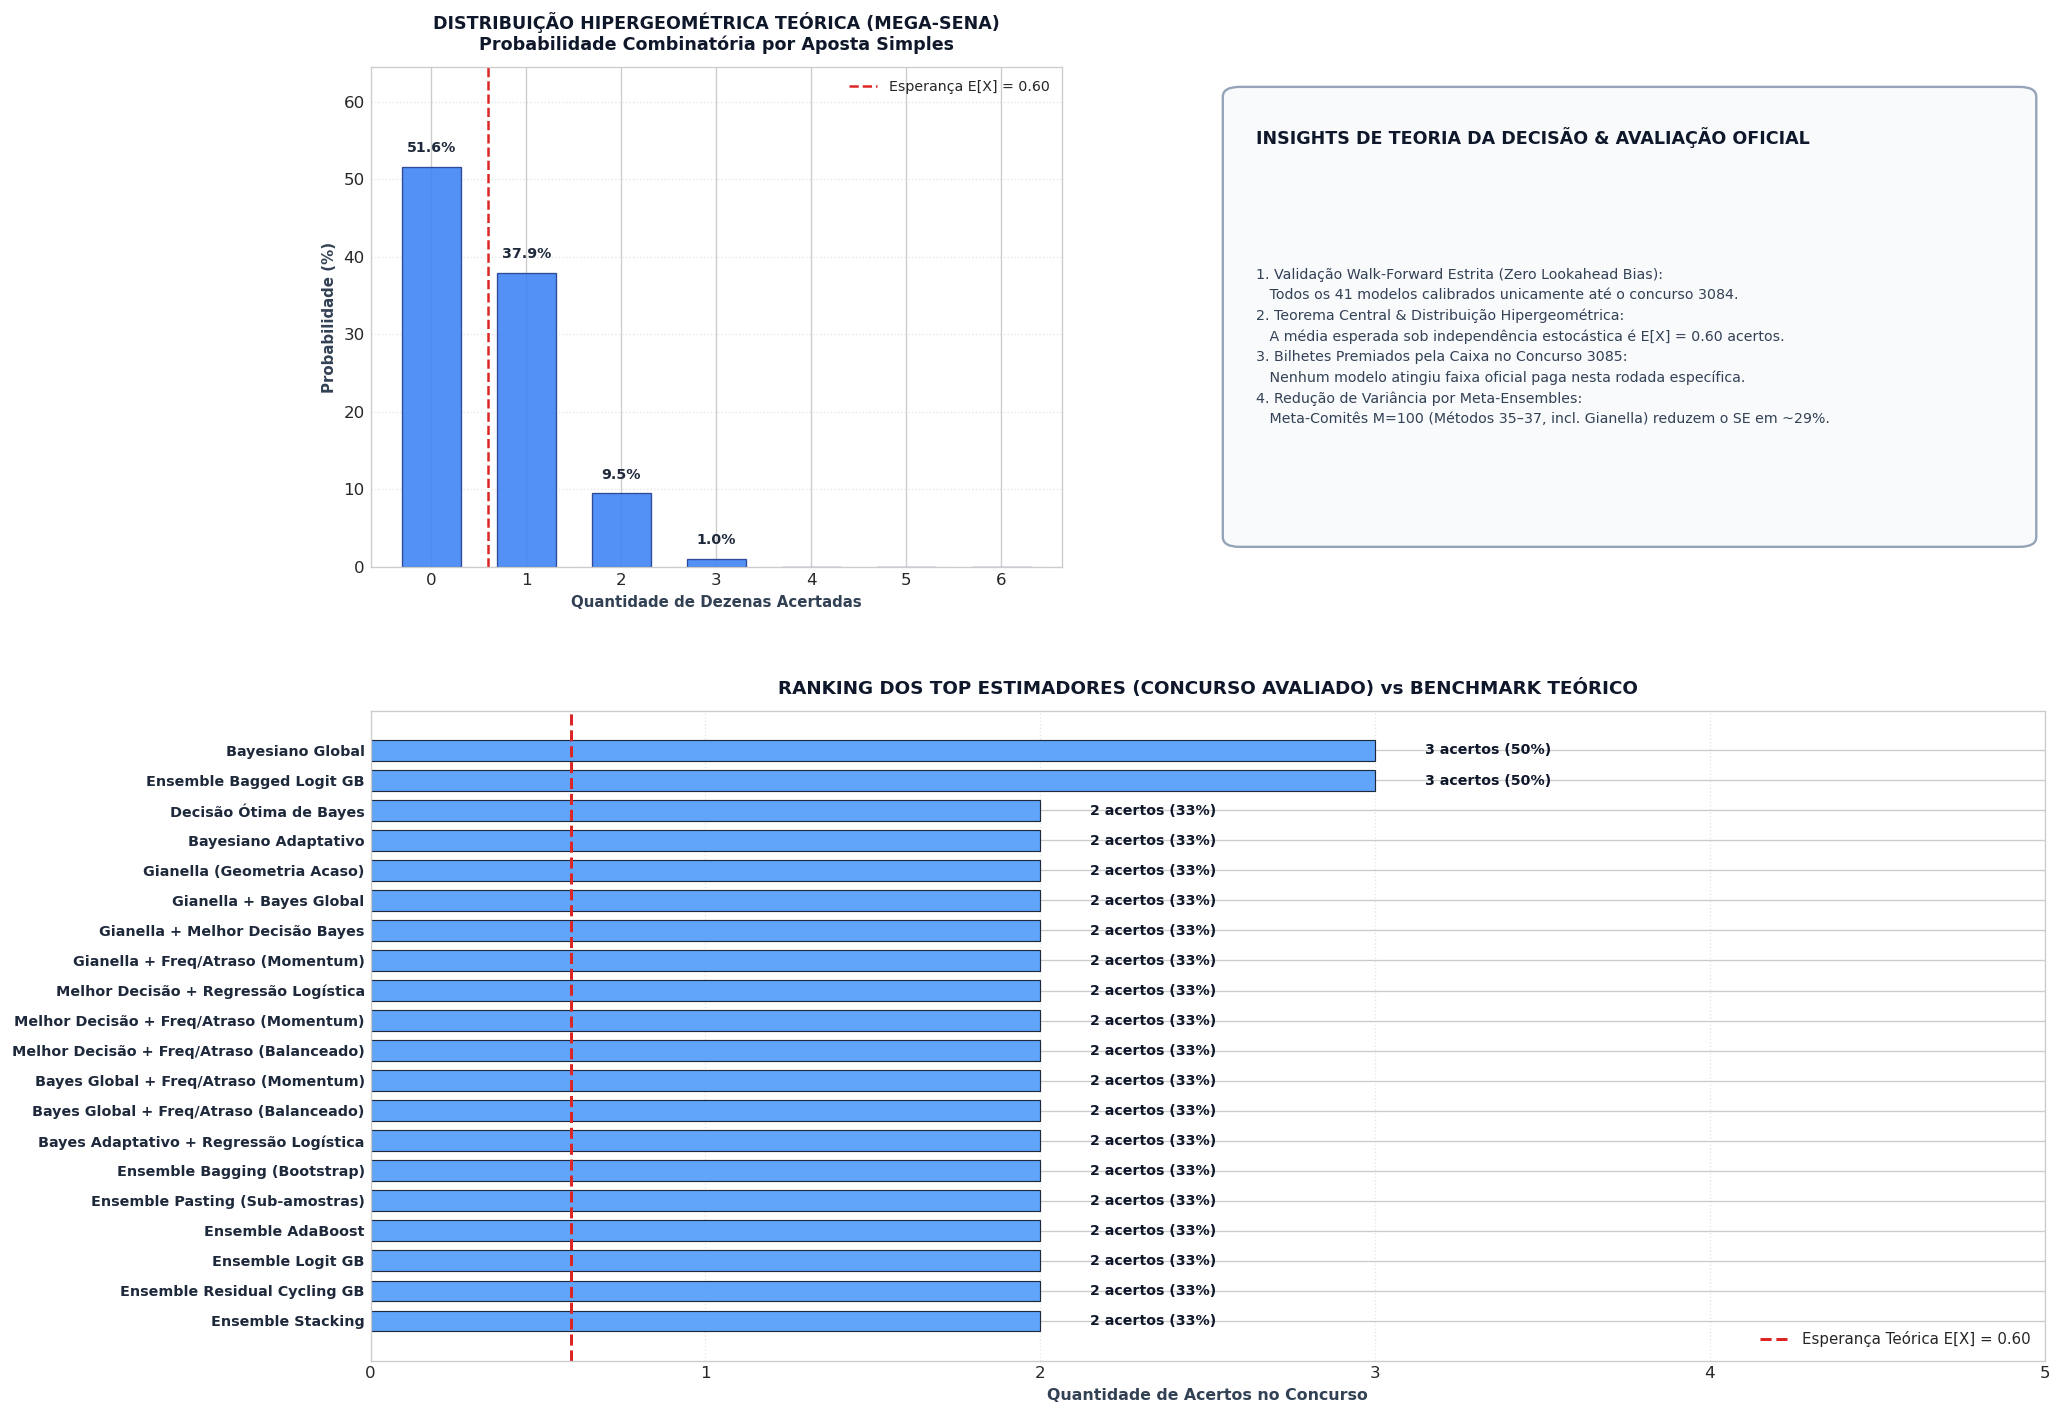 DISTRIBUIÇÃO HIPERGEOMÉTRICA TEÓRICA (MEGA-SENA)
Probabilidade Combinatória por Aposta Simples
Esperança E[X] = 0.60
Probabilidade (%)
60
50
40
30
20
10
0
51.6%
37.9%
9.5%
1.0%
0 1 2 3 4 5 6
Quantidade de Dezenas Acertadas
INSIGHTS DE TEORIA DA DECISÃO & AVALIAÇÃO OFICIAL
1. Validação Walk-Forward Estrita (Zero Lookahead Bias):
Todos os 41 modelos calibrados unicamente até o concurso 3084.
2. Teorema Central & Distribuição Hipergeométrica:
A média esperada sob independência estocástica é E[X] = 0.60 acertos.
3. Bilhetes Premiados pela Caixa no Concurso 3085:
Nenhum modelo atingiu faixa oficial paga nesta rodada específica.
4. Redução de Variância por Meta-Ensembles:
Meta-Comitês M=100 (Métodos 35–37, incl. Gianella) reduzem o SE em ~29%.
RANKING DOS TOP ESTIMADORES (CONCURSO AVALIADO) vs BENCHMARK TEÓRICO
Bayesiano Global 3 acertos (50%)
Ensemble Bagged Logit GB 3 acertos (50%)
Decisão Ótima de Bayes 2 acertos (33%)
Bayesiano Adaptativo 2 acertos (33%)
Gianella (Geometria Acaso) 2 acertos (33%)
Gianella + Bayes Global 2 acertos (33%)
Gianella + Melhor Decisão Bayes 2 acertos (33%)
Gianella + Freq/Atraso (Momentum) 2 acertos (33%)
Melhor Decisão + Regressão Logística 2 acertos (33%)
Melhor Decisão + Freq/Atraso (Momentum) 2 acertos (33%)
Melhor Decisão + Freq/Atraso (Balanceado) 2 acertos (33%)
Bayes Global + Freq/Atraso (Momentum) 2 acertos (33%)
Bayes Global + Freq/Atraso (Balanceado) 2 acertos (33%)
Bayes Adaptativo + Regressão Logística 2 acertos (33%)
Ensemble Bagging (Bootstrap) 2 acertos (33%)
Ensemble Pasting (Sub-amostras) 2 acertos (33%)
Ensemble AdaBoost 2 acertos (33%)
Ensemble Logit GB 2 acertos (33%)
Ensemble Residual Cycling GB 2 acertos (33%)
Ensemble Stacking 2 acertos (33%)
Esperança Teórica E[X] = 0.60
0 1 2 3 4 5
Quantidade de Acertos no Concurso